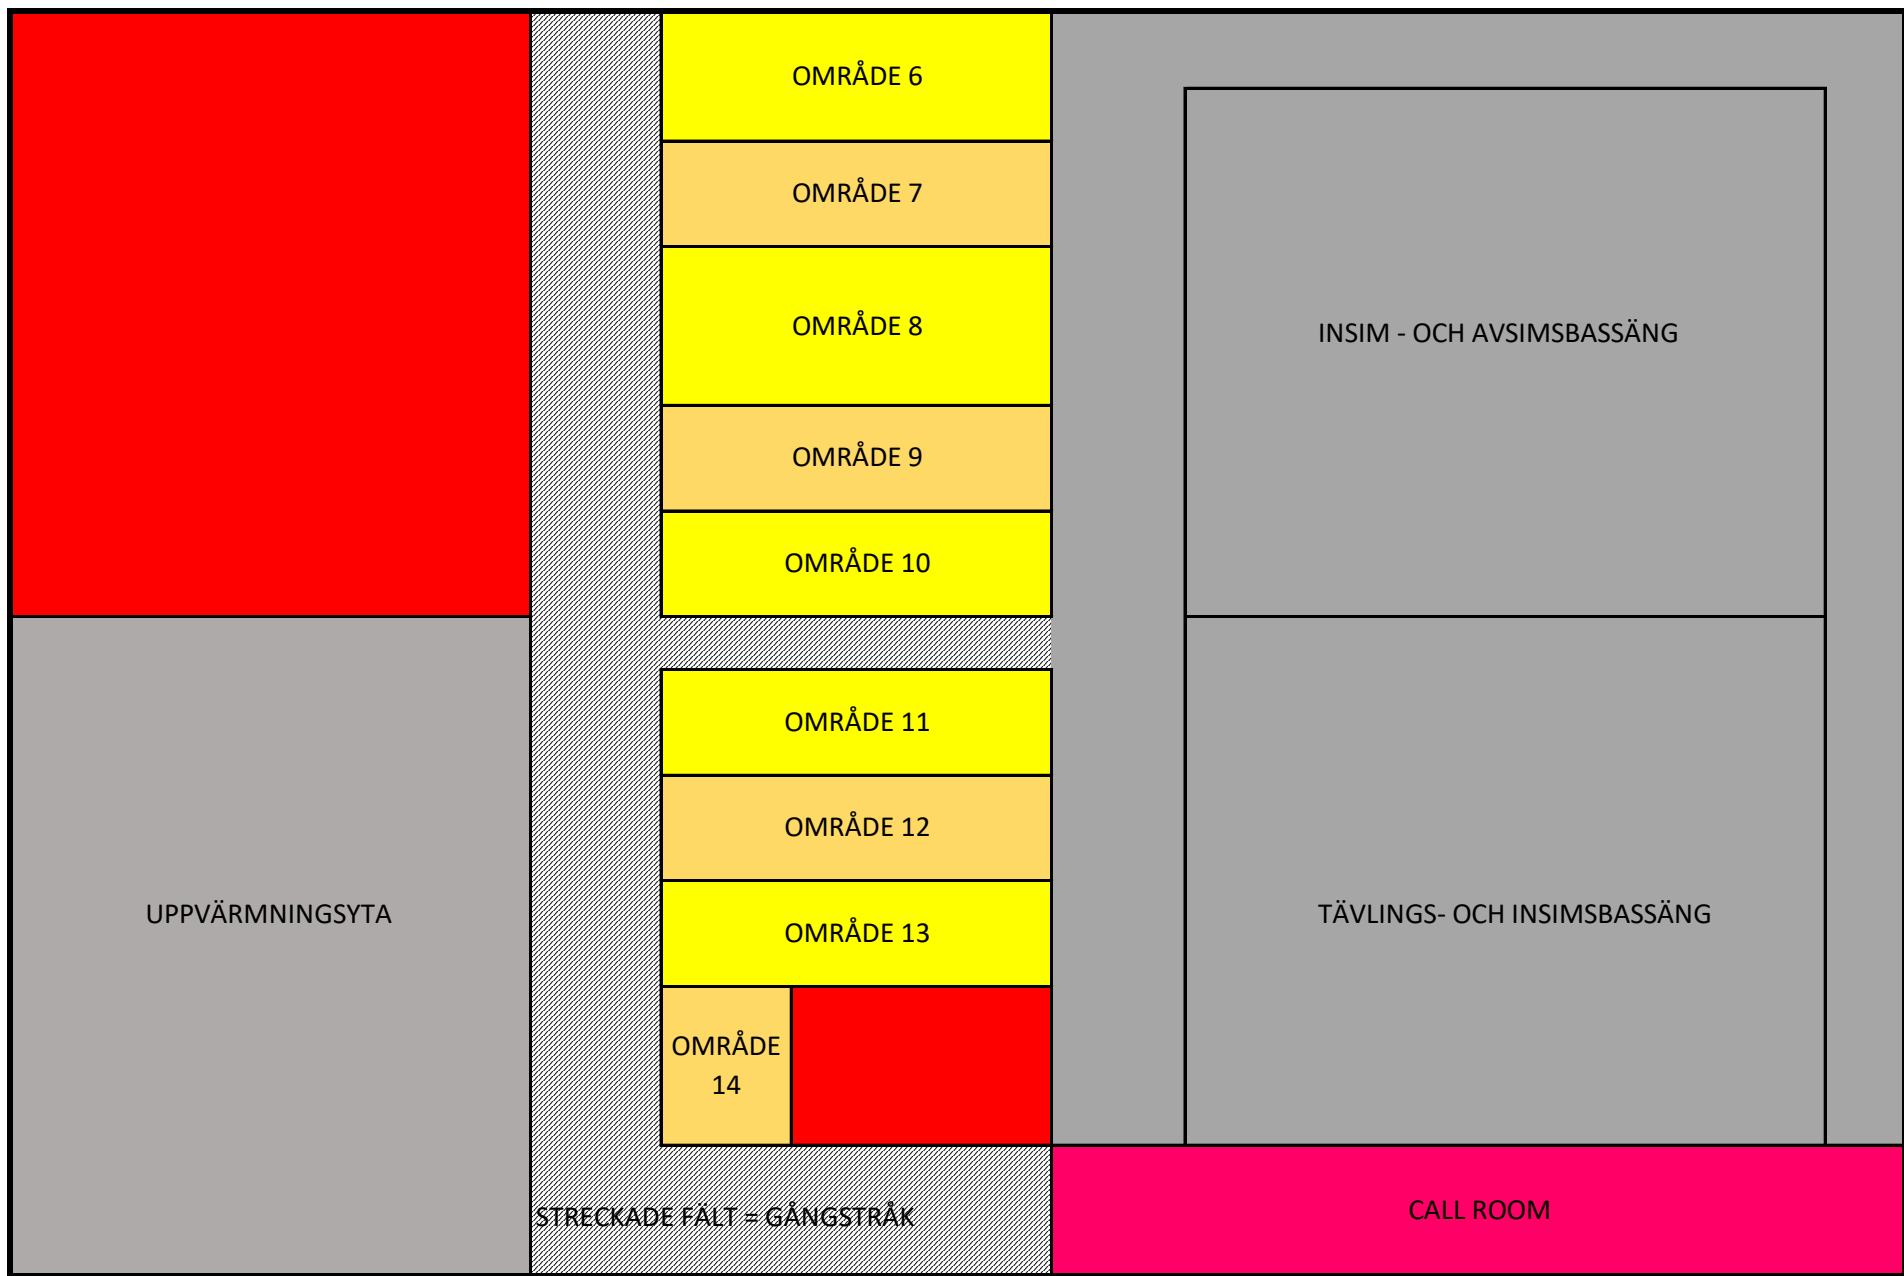 OMRÅDE 6
OMRÅDE 7
OMRÅDE 8
INSIM - OCH AVSIMSBASSÄNG
OMRÅDE 9
OMRÅDE 10
OMRÅDE 11
OMRÅDE 12
UPPVÄRMNINGSYTA
TÄVLINGS- OCH INSIMSBASSÄNG
OMRÅDE 13
OMRÅDE
14
STRECKADE FÄLT = GÅNGSTRÅK
CALL ROOM